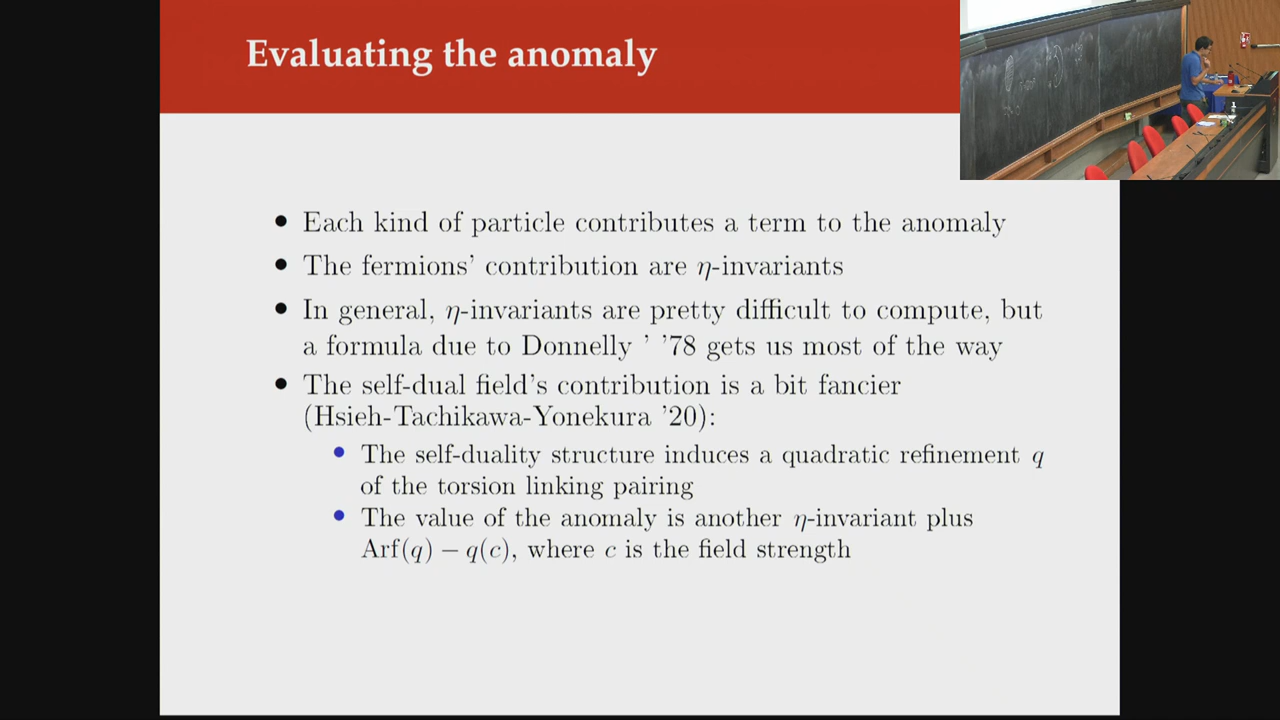 Evaluating the anomaly
• Each kind of particle contributes a term to the anomaly
• The fermions' contribution are η-invariants
• In general, η-invariants are pretty difficult to compute, but
a formula due to Donnelly ' '78 gets us most of the way
• The self-dual field's contribution is a bit fancier
(Hsieh-Tachikawa-Yonekura '20):
• The self-duality structure induces a quadratic refinement q
of the torsion linking pairing
• The value of the anomaly is another η-invariant plus
Arf(q) − q(c), where c is the field strength